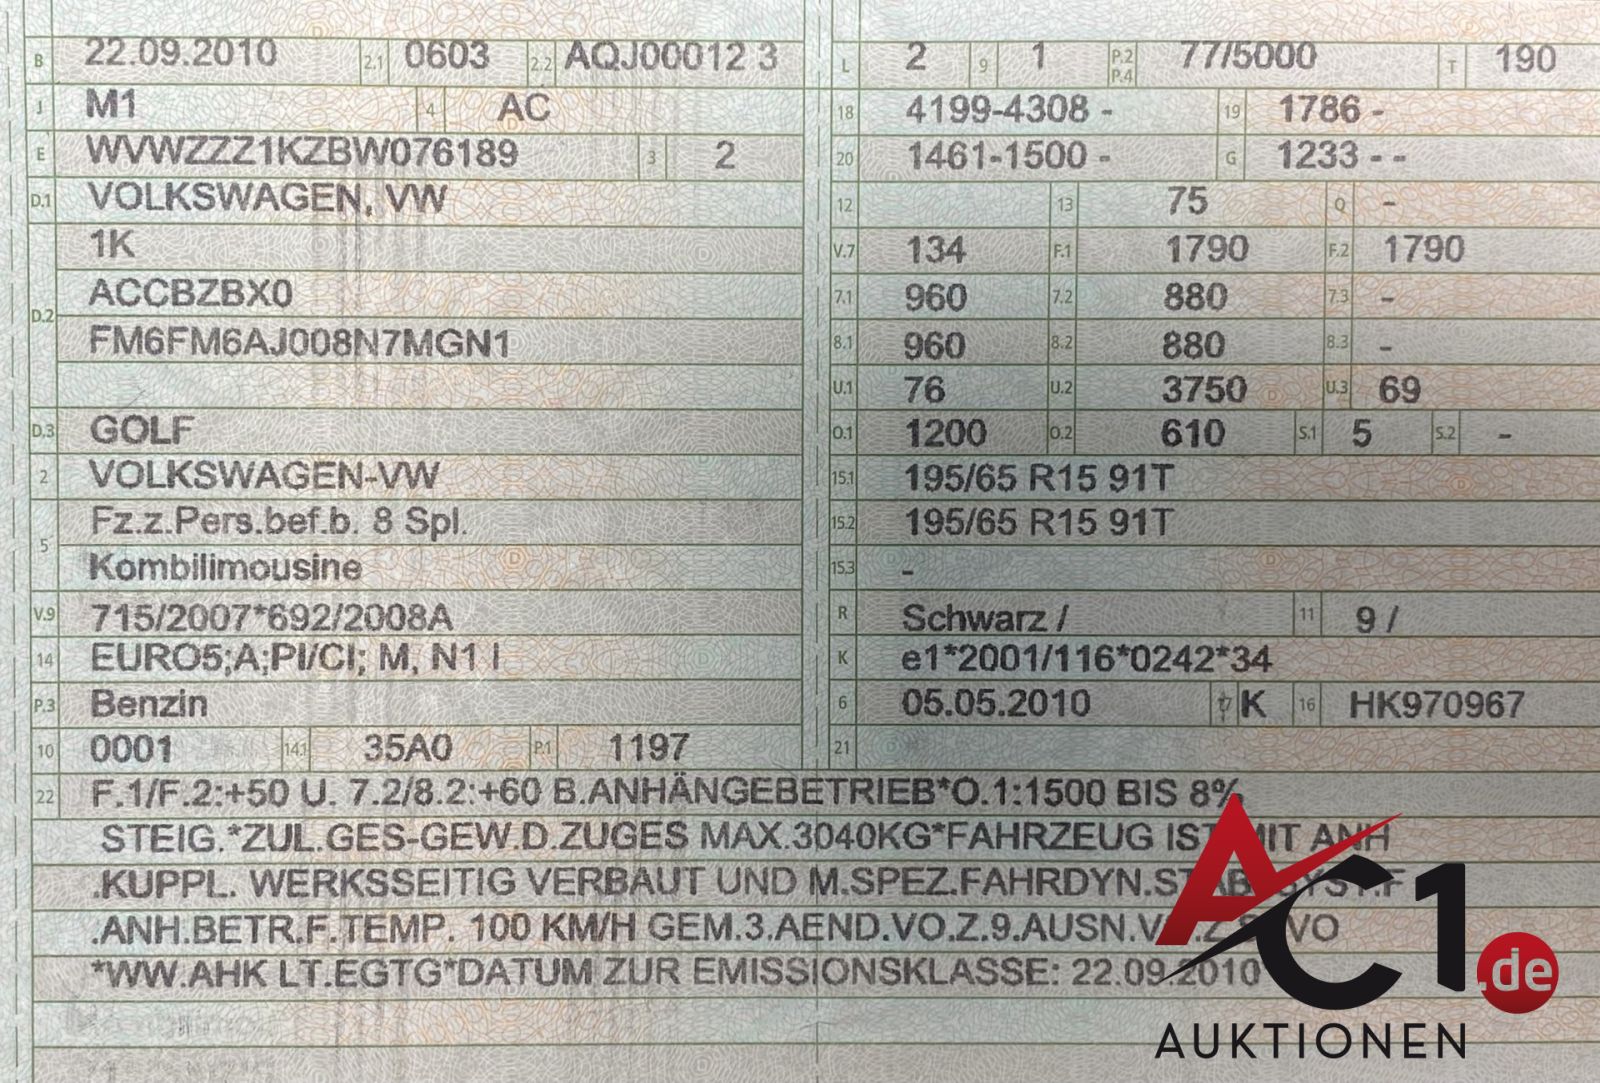 B 22.09.2010 2.1 0603 2.2 AQJ00012 3
J M1 4 AC
E WVWZZZ1KZBW076189 3 2
D.1 VOLKSWAGEN, VW
1K
D.2 ACCBZBX0
FM6FM6AJ008N7MGN1
D.3 GOLF
2 VOLKSWAGEN-VW
5 Fz.z.Pers.bef.b. 8 Spl.
Kombilimousine
V.9 715/2007*692/2008A
14 EURO5;A;PI/CI; M, N1 I
P.3 Benzin
10 0001 14.1 35A0 P.1 1197
L 2 9 1 P.2 P.4 77/5000 T 190
18 4199-4308 - 19 1786 -
20 1461-1500 - G 1233 - -
12 13 75 Q -
V.7 134 F.1 1790 F.2 1790
7.1 960 7.2 880 7.3 -
8.1 960 8.2 880 8.3 -
U.1 76 U.2 3750 U.3 69
O.1 1200 O.2 610 S.1 5 S.2 -
15.1 195/65 R15 91T
15.2 195/65 R15 91T
15.3 -
R Schwarz / 11 9 /
K e1*2001/116*0242*34
6 05.05.2010 17 K 16 HK970967
21
22 F.1/F.2:+50 U. 7.2/8.2:+60 B.ANHÄNGEBETRIEB*O.1:1500 BIS 8%
STEIG.*ZUL.GES-GEW.D.ZUGES MAX.3040KG*FAHRZEUG IST MIT ANH
.KUPPL. WERKSSEITIG VERBAUT UND M.SPEZ.FAHRDYN.STAB.SYST.F
.ANH.BETR.F.TEMP. 100 KM/H GEM.3.AEND.VO.Z.9.AUSN.V
*WW.AHK LT.EGTG*DATUM ZUR EMISSIONSKLASSE: 22.09.2010*
AC1.de
AUKTIONEN